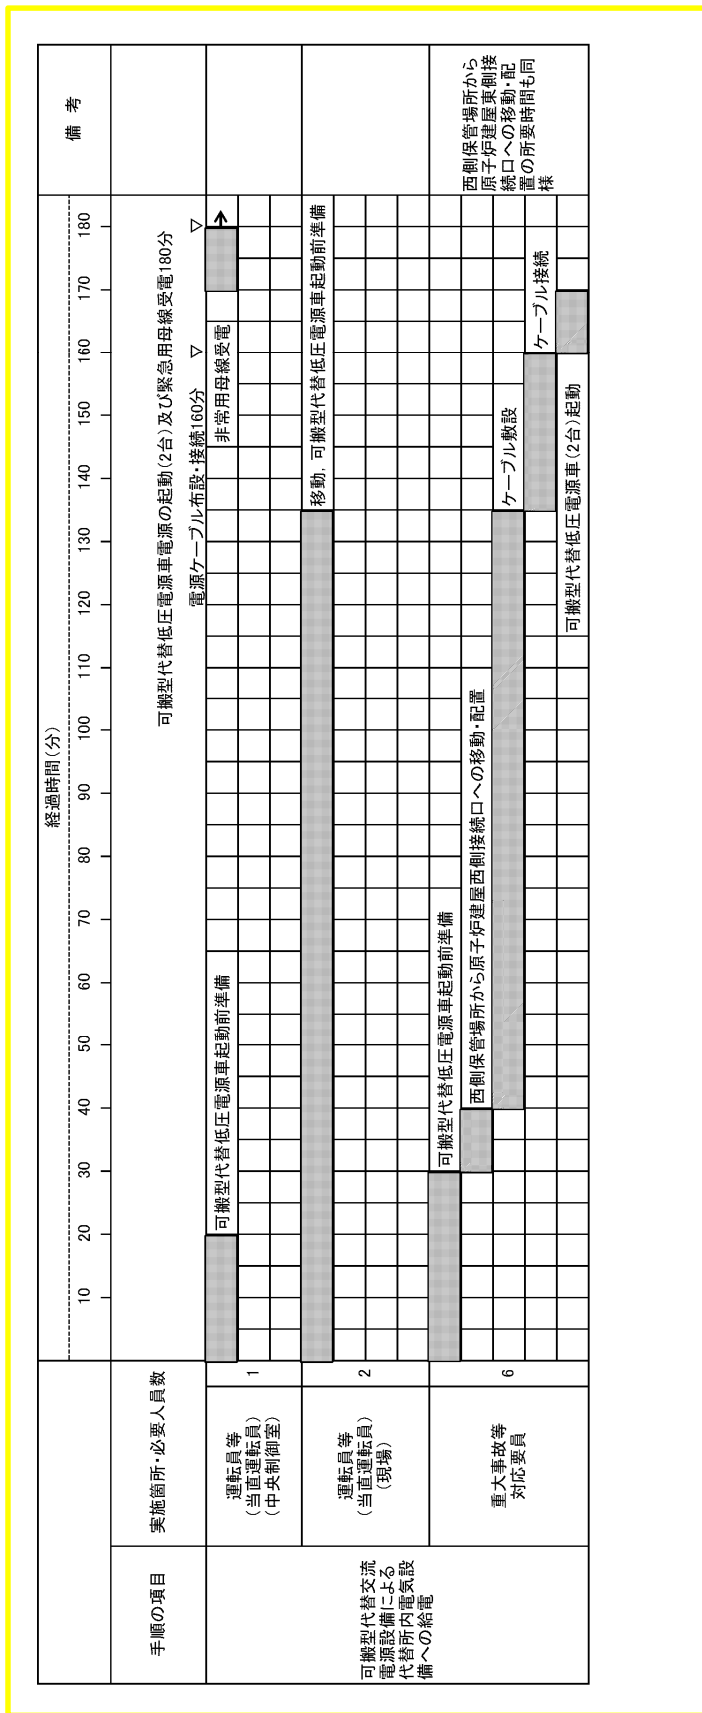 経過時間(分)
備 考
10 20 30 40 50 60 70 80 90 100 110 120 130 140 150 160 170 180
手順の項目
実施箇所・必要人員数
可搬型代替低圧電源車電源の起動(2台)及び緊急用母線受電180分
▽
電源ケーブル布設・接続160分 ▽
可搬型代替交流
電源設備による
代替所内電気設
備への給電
運転員等
(当直運転員)
(中央制御室)
1
可搬型代替低圧電源車起動前準備
非常用母線受電
運転員等
(当直運転員)
(現場)
2
移動, 可搬型代替低圧電源車起動前準備
重大事故等
対応要員
6
可搬型代替低圧電源車起動前準備
西側保管場所から原子炉建屋西側接続口への移動・配置
ケーブル敷設
ケーブル接続
可搬型代替低圧電源車(2台)起動
西側保管場所から
原子炉建屋東側接
続口への移動・配
置の所要時間も同
様